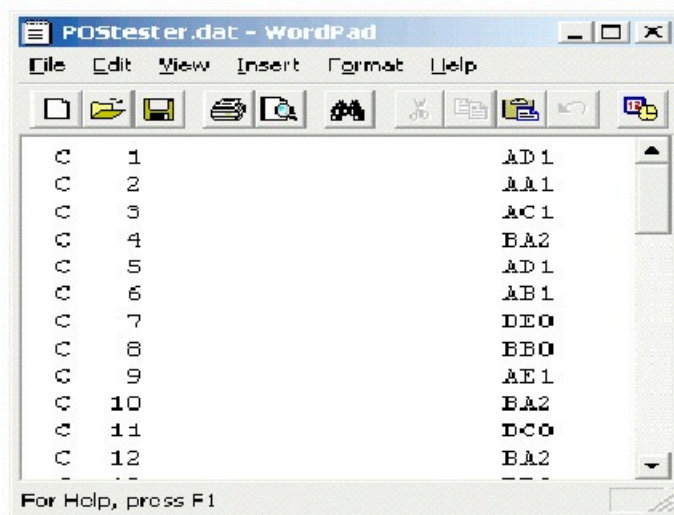 POStester.dat - WordPad
File Edit View Insert Format Help
C 1 AD1
C 2 AA1
C 3 AC1
C 4 BA2
C 5 AD1
C 6 AB1
C 7 DE0
C 8 BB0
C 9 AE1
C 10 BA2
C 11 DC0
C 12 BA2
For Help, press F1